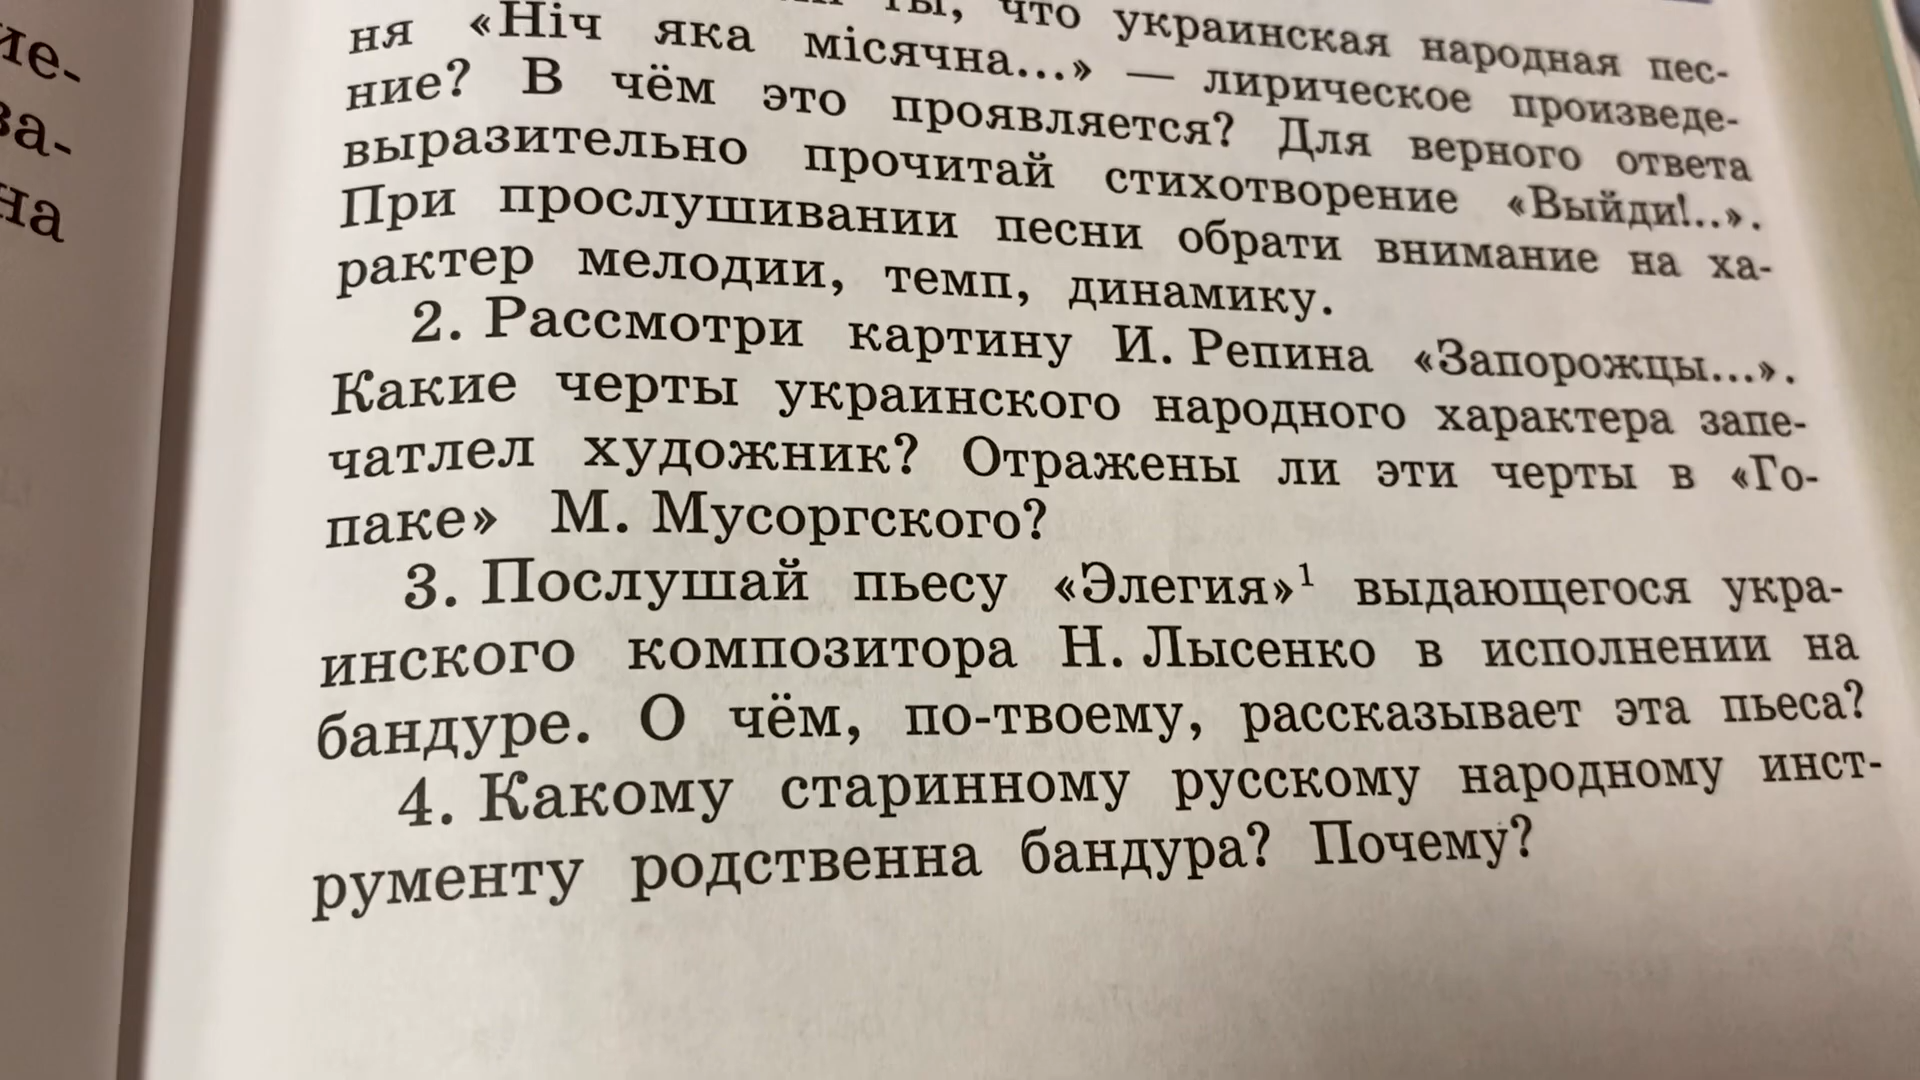 ты, что украинская народная пес-
ня «Ніч яка місячна...» — лирическое произведе-
ние? В чём это проявляется? Для верного ответа
выразительно прочитай стихотворение «Выйди!..».
При прослушивании песни обрати внимание на ха-
рактер мелодии, темп, динамику.
2. Рассмотри картину И. Репина «Запорожцы...».
Какие черты украинского народного характера запе-
чатлел художник? Отражены ли эти черты в «Го-
паке» М. Мусоргского?
3. Послушай пьесу «Элегия»¹ выдающегося укра-
инского композитора Н. Лысенко в исполнении на
бандуре. О чём, по-твоему, рассказывает эта пьеса?
4. Какому старинному русскому народному инст-
рументу родственна бандура? Почему?